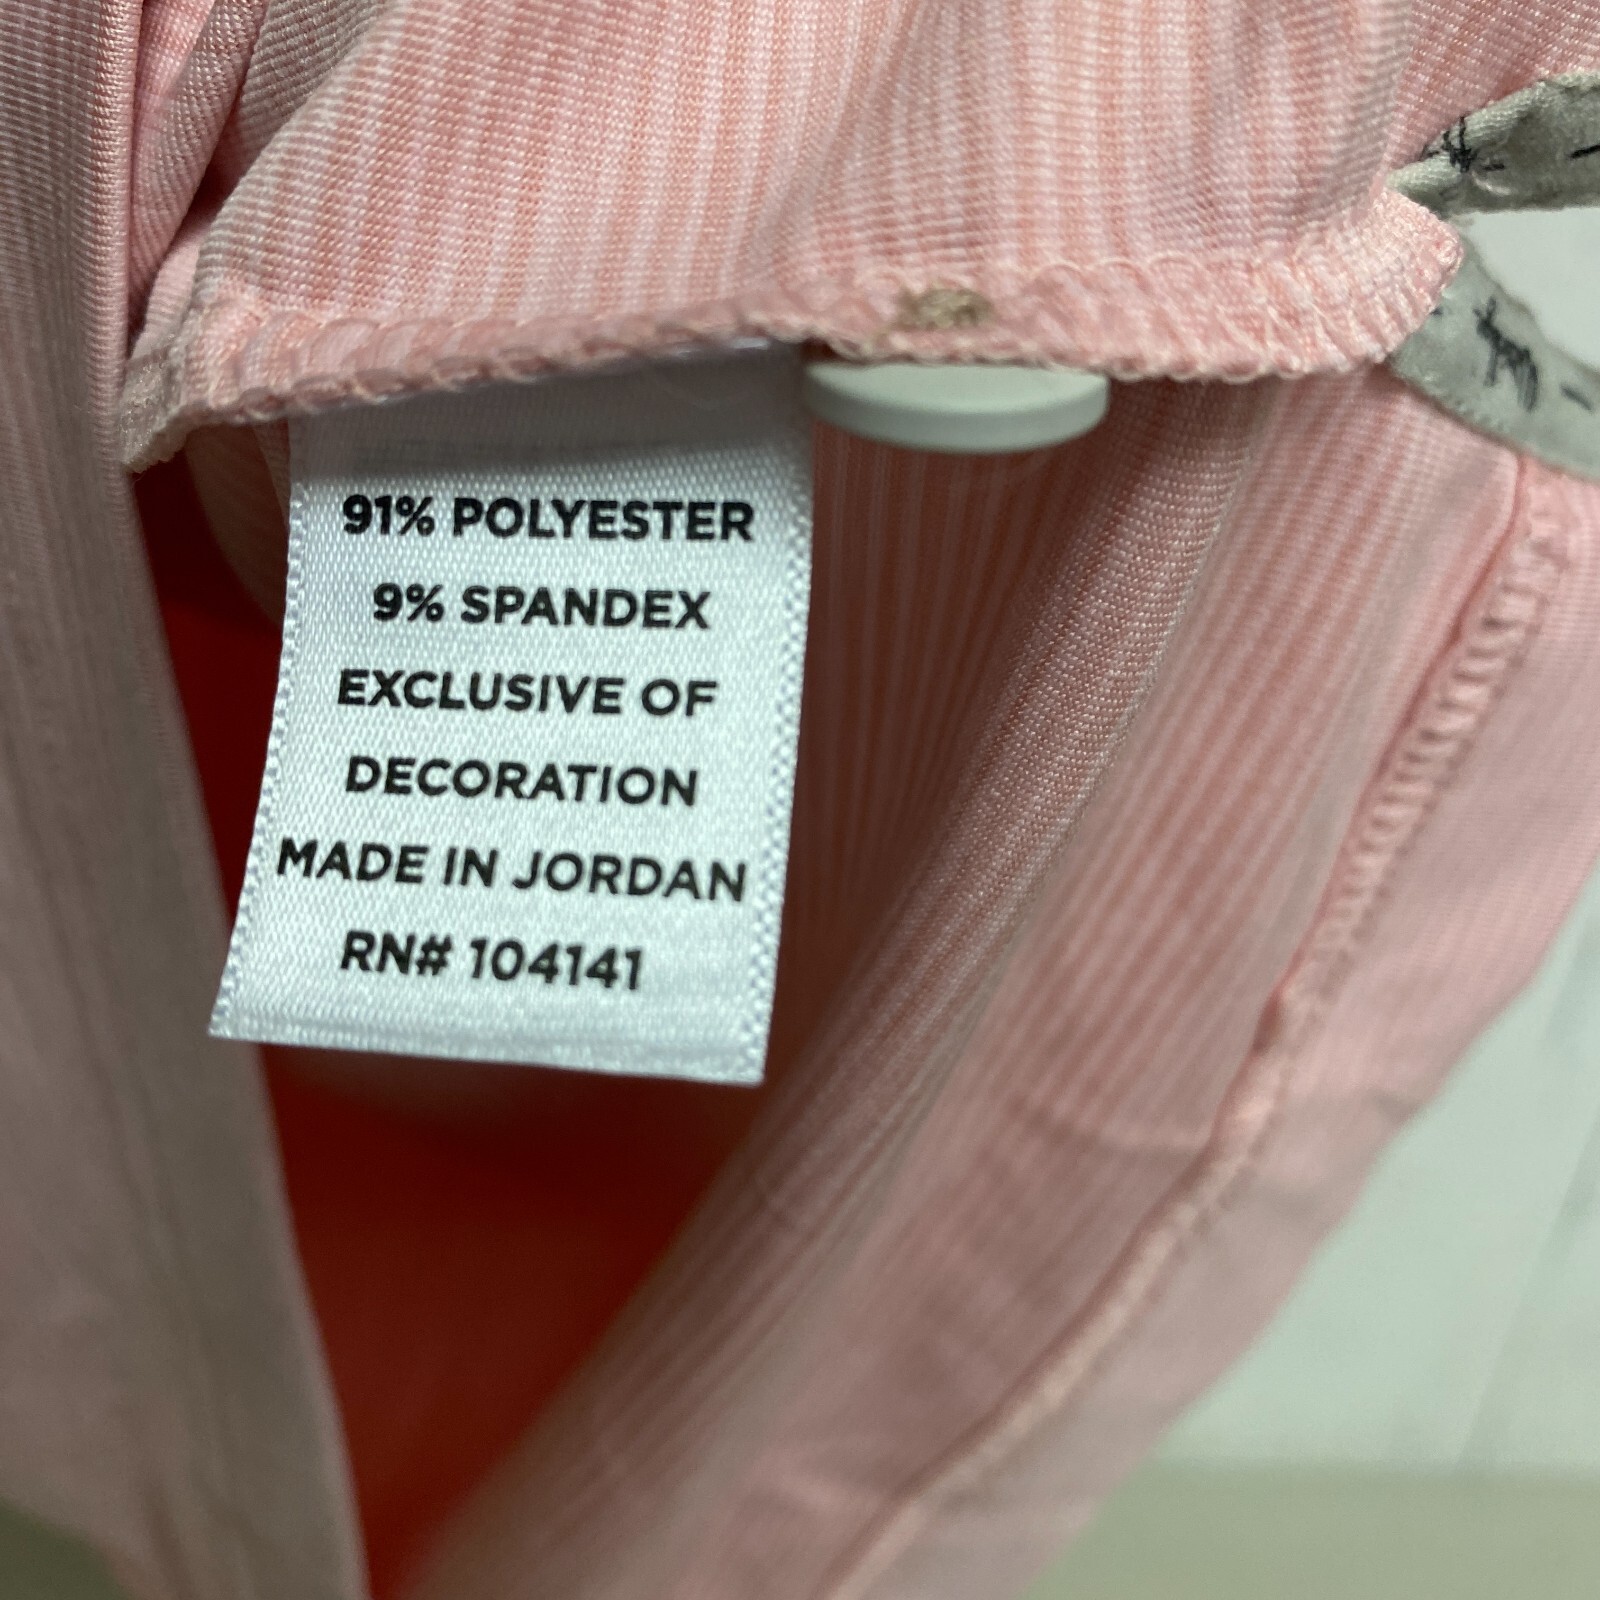 91% POLYESTER
9% SPANDEX
EXCLUSIVE OF
DECORATION
MADE IN JORDAN
RN# 104141